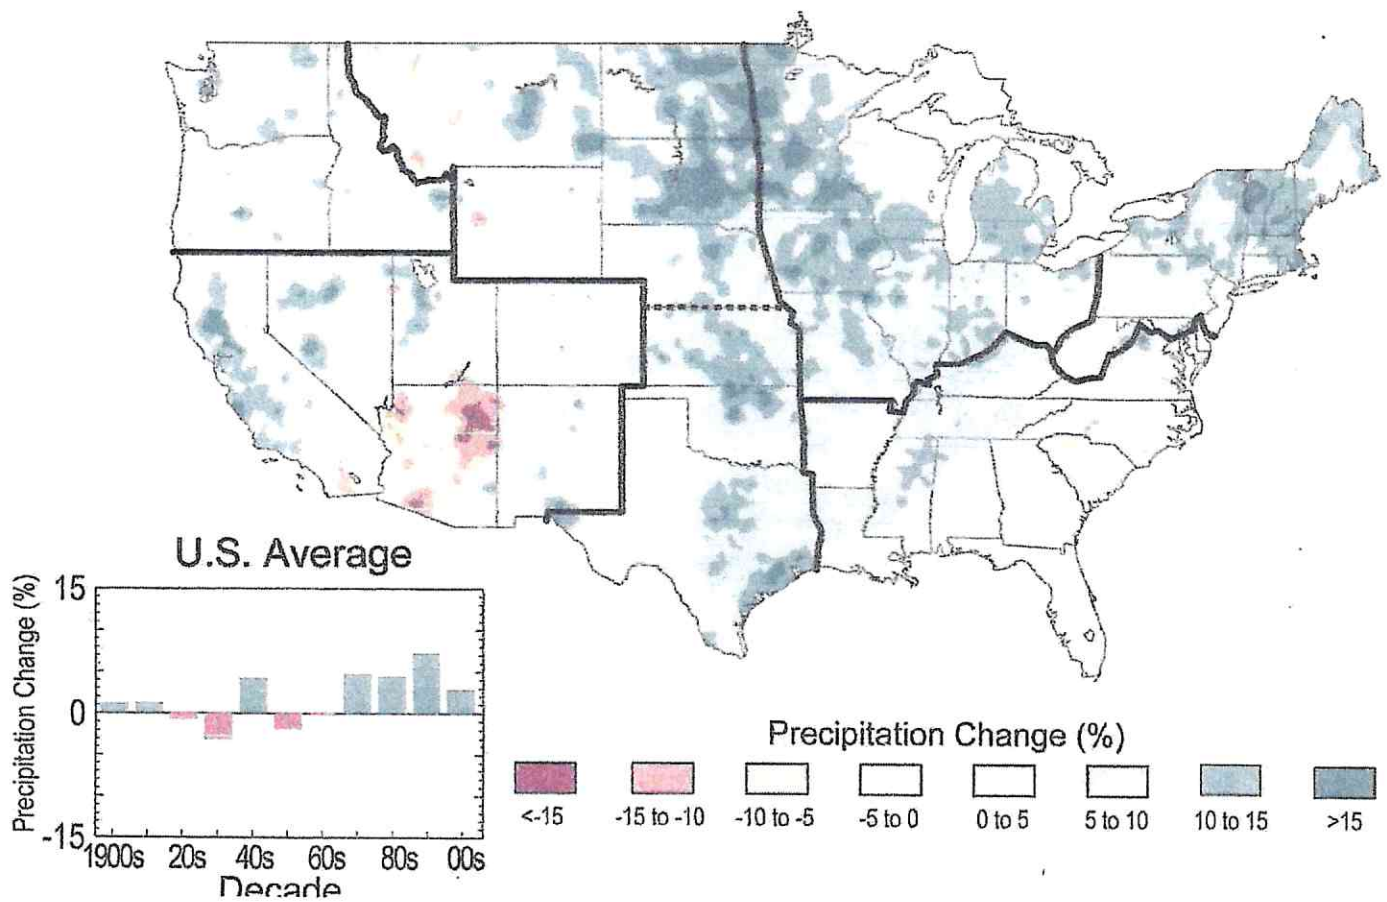 U.S. Average
Precipitation Change (%)
15
0
-15
1900s 20s 40s 60s 80s 00s
Decade
Precipitation Change (%)
<-15 -15 to -10 -10 to -5 -5 to 0 0 to 5 5 to 10 10 to 15 >15